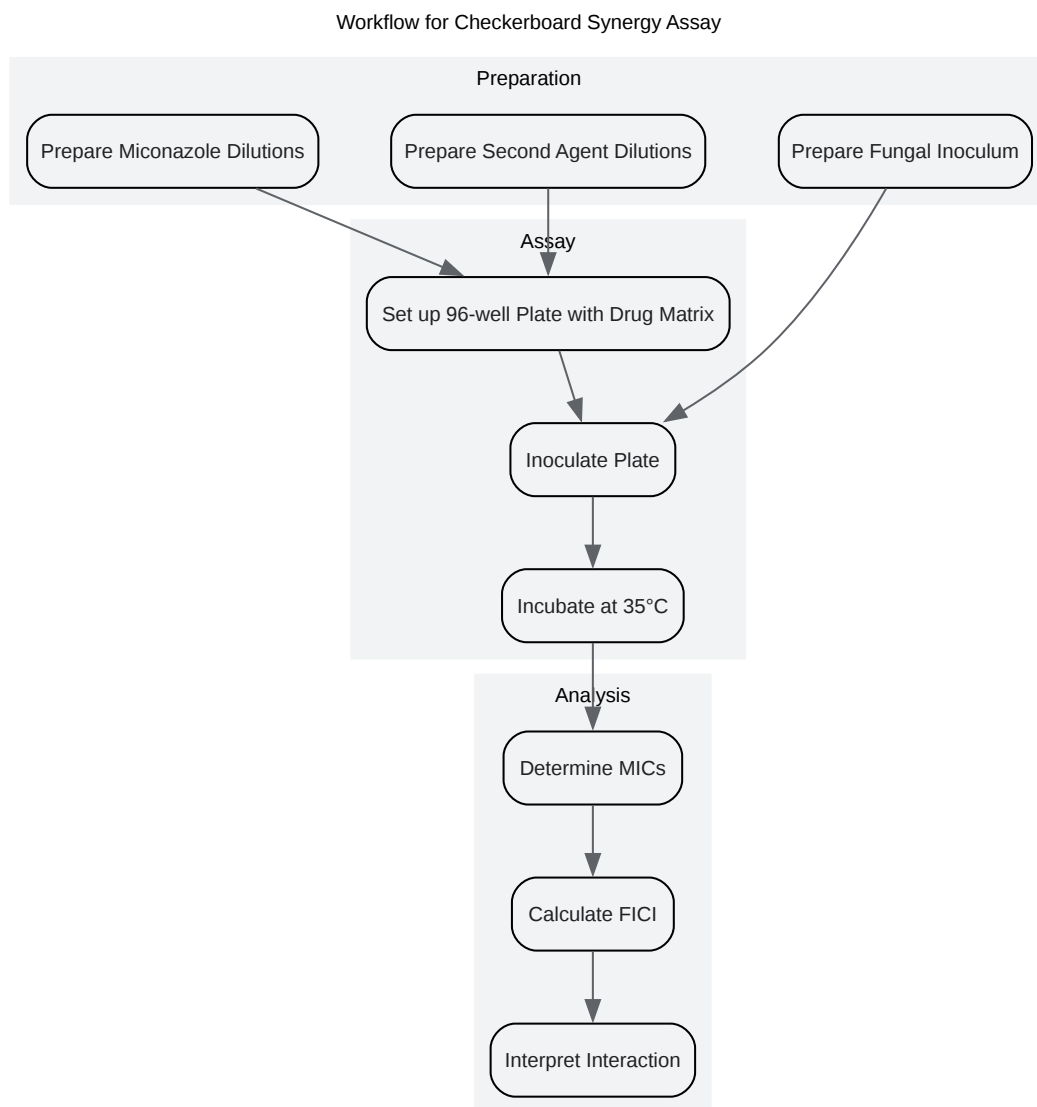 Workflow for Checkerboard Synergy Assay
Preparation
Prepare Miconazole Dilutions
Prepare Second Agent Dilutions
Prepare Fungal Inoculum
Assay
Set up 96-well Plate with Drug Matrix
Inoculate Plate
Incubate at 35°C
Analysis
Determine MICs
Calculate FICI
Interpret Interaction